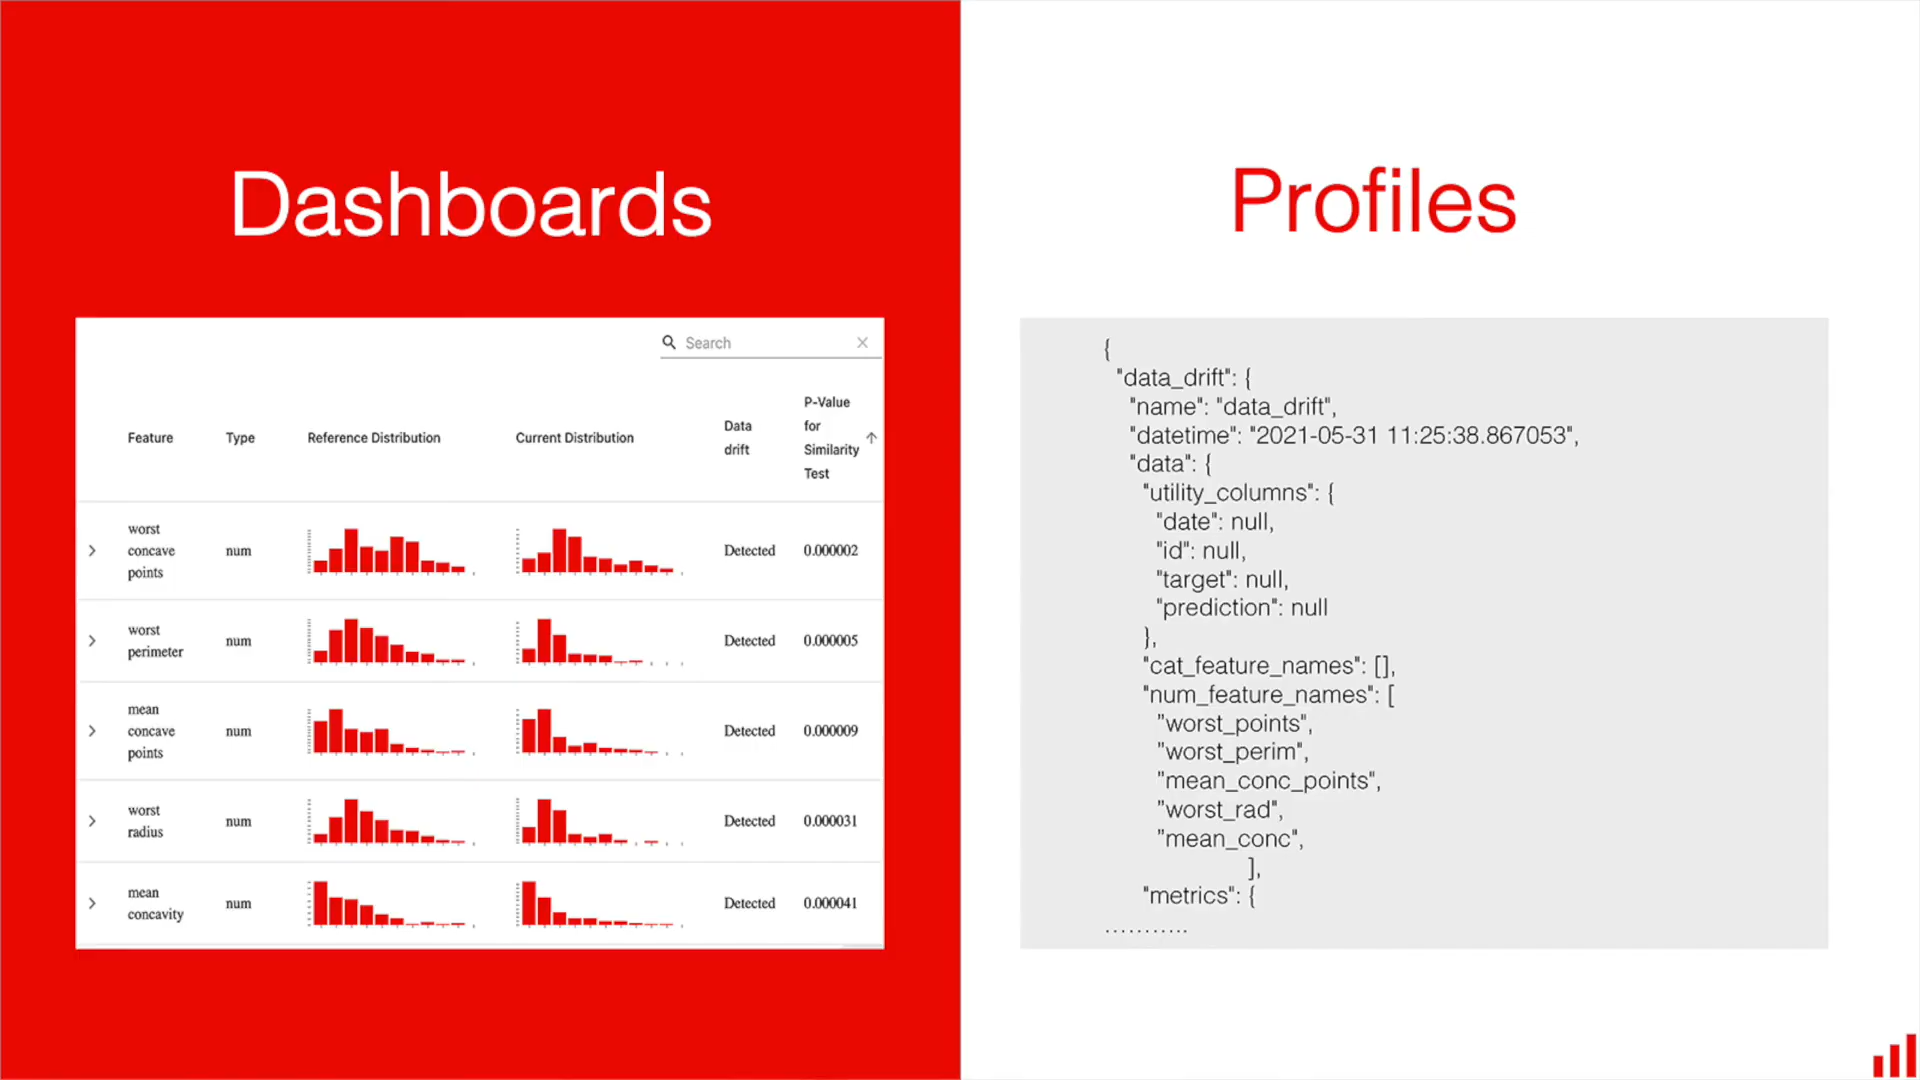 Dashboards
Search
Feature
Type
Reference Distribution
Current Distribution
Data
drift
P-Value
for
Similarity
Test
worst
concave
points
num
Detected
0.000002
worst
perimeter
num
Detected
0.000005
mean
concave
points
num
Detected
0.000009
worst
radius
num
Detected
0.000031
mean
concavity
num
Detected
0.000041
Profiles
{
"data_drift": {
"name": "data_drift",
"datetime": "2021-05-31 11:25:38.867053",
"data": {
"utility_columns": {
"date": null,
"id": null,
"target": null,
"prediction": null
},
"cat_feature_names": [],
"num_feature_names": [
"worst_points",
"worst_perim",
"mean_conc_points",
"worst_rad",
"mean_conc",
],
"metrics": {
...........